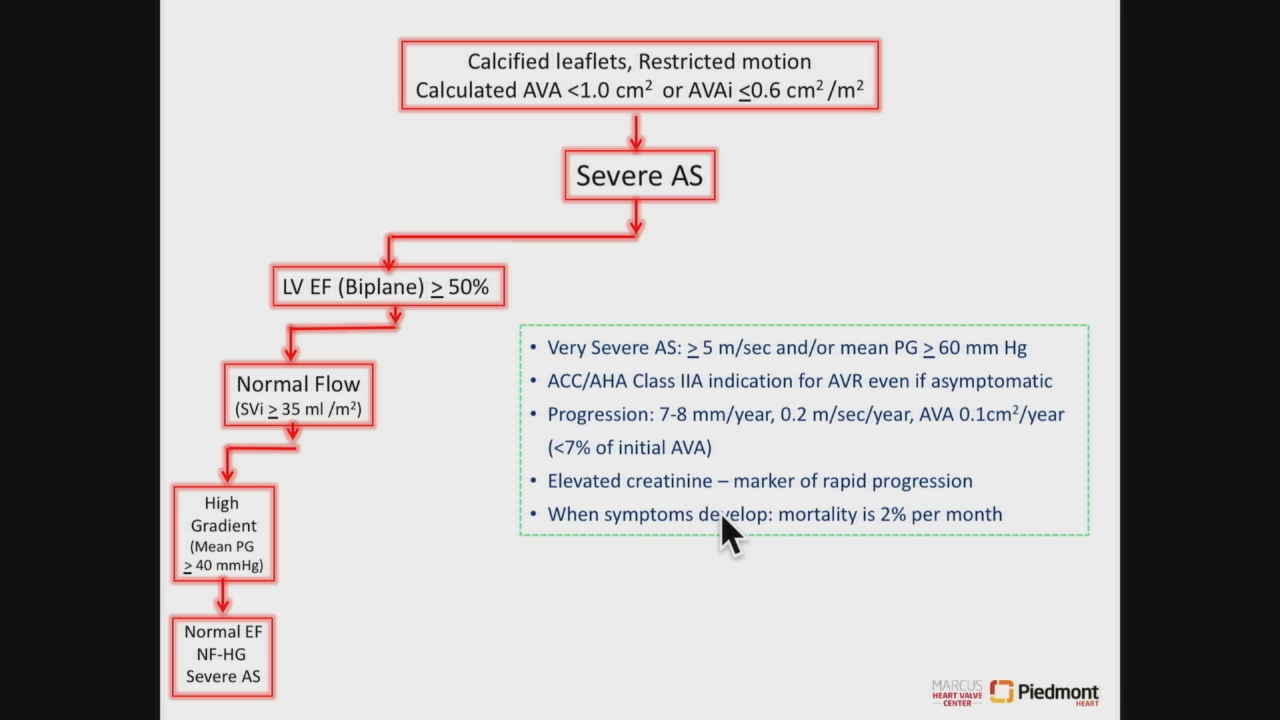 Calcified leaflets, Restricted motion
Calculated AVA <1.0 cm² or AVAi ≤0.6 cm² /m²
Severe AS
LV EF (Biplane) ≥ 50%
Normal Flow
(SVi ≥ 35 ml /m²)
High
Gradient
(Mean PG
≥ 40 mmHg)
Normal EF
NF-HG
Severe AS
• Very Severe AS: ≥ 5 m/sec and/or mean PG ≥ 60 mm Hg
• ACC/AHA Class IIA indication for AVR even if asymptomatic
• Progression: 7-8 mm/year, 0.2 m/sec/year, AVA 0.1cm²/year
(<7% of initial AVA)
• Elevated creatinine – marker of rapid progression
• When symptoms develop: mortality is 2% per month
MARCUS
HEART VALVE
CENTER
Piedmont
HEART